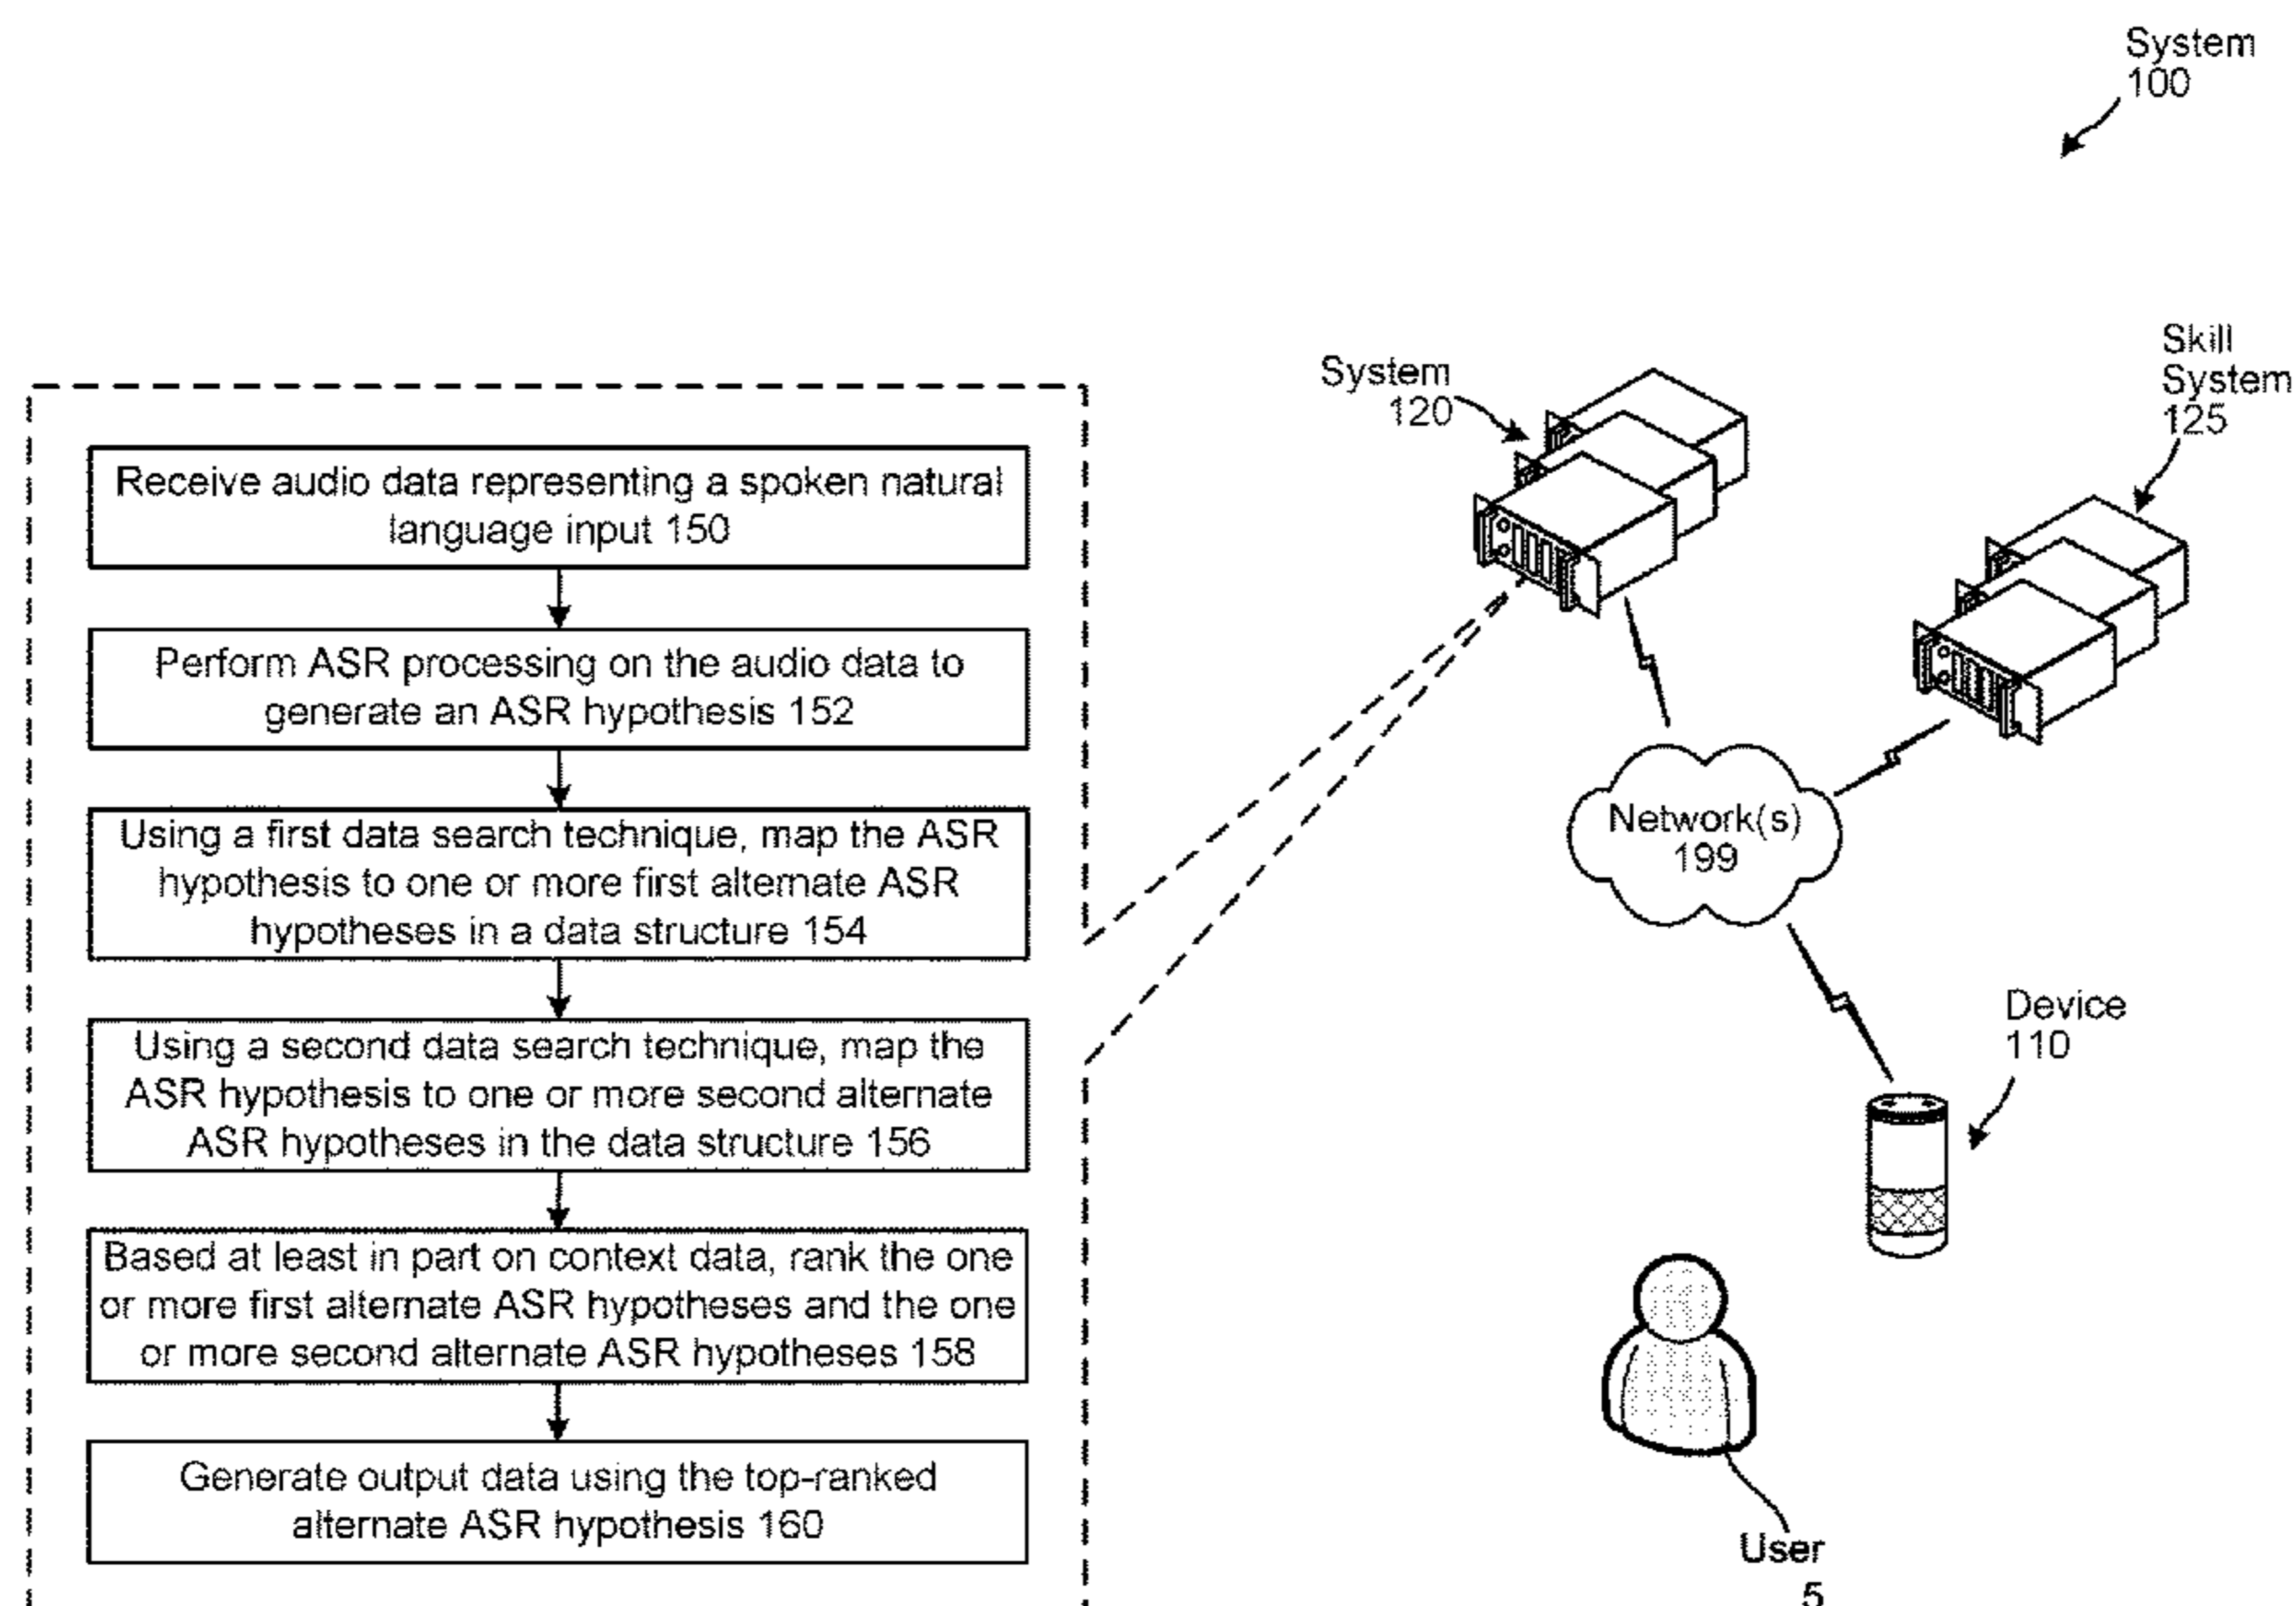 System
100
System
120
Skill
System
125
Receive audio data representing a spoken natural
language input 150
Perform ASR processing on the audio data to
generate an ASR hypothesis 152
Using a first data search technique, map the ASR
hypothesis to one or more first alternate ASR
hypotheses in a data structure 154
Using a second data search technique, map the
ASR hypothesis to one or more second alternate
ASR hypotheses in the data structure 156
Based at least in part on context data, rank the one
or more first alternate ASR hypotheses and the one
or more second alternate ASR hypotheses 158
Generate output data using the top-ranked
alternate ASR hypothesis 160
Network(s)
199
Device
110
User
5